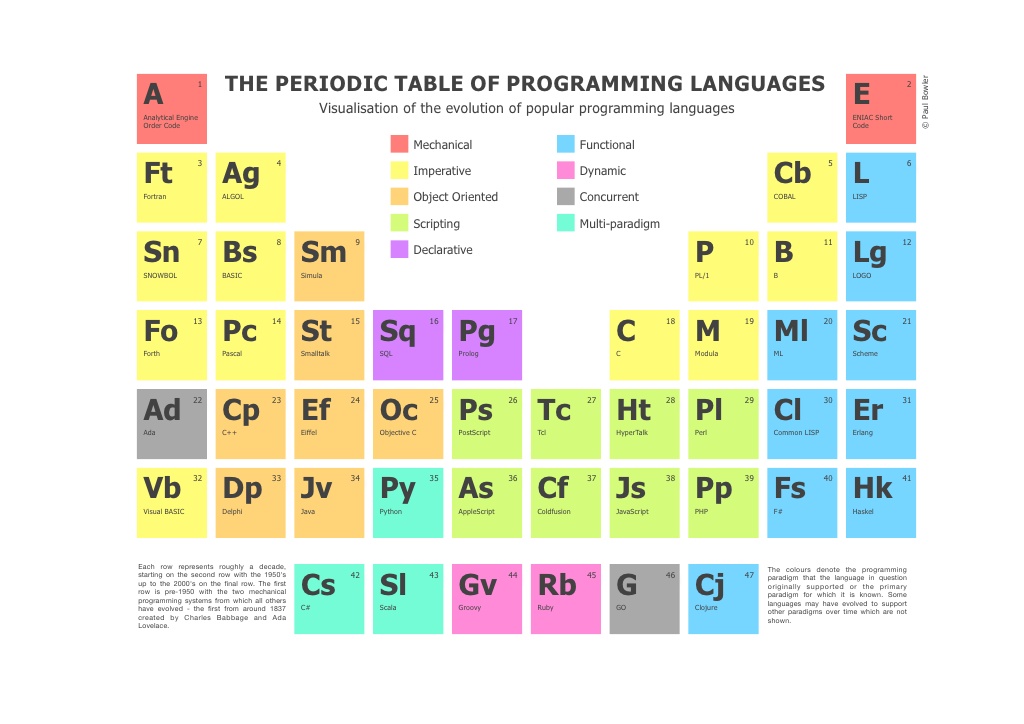 THE PERIODIC TABLE OF PROGRAMMING LANGUAGES
Visualisation of the evolution of popular programming languages
© Paul Bowler
A 1
Analytical Engine
Order Code
E 2
ENIAC Short
Code
Mechanical
Imperative
Object Oriented
Scripting
Declarative
Functional
Dynamic
Concurrent
Multi-paradigm
Ft 3
Fortran
Ag 4
ALGOL
Cb 5
COBAL
L 6
LISP
Sn 7
SNOWBOL
Bs 8
BASIC
Sm 9
Simula
P 10
PL/1
B 11
B
Lg 12
LOGO
Fo 13
Forth
Pc 14
Pascal
St 15
Smalltalk
Sq 16
SQL
Pg 17
Prolog
C 18
C
M 19
Modula
Ml 20
ML
Sc 21
Scheme
Ad 22
Ada
Cp 23
C++
Ef 24
Eiffel
Oc 25
Objective C
Ps 26
PostScript
Tc 27
Tcl
Ht 28
HyperTalk
Pl 29
Perl
Cl 30
Common LISP
Er 31
Erlang
Vb 32
Visual BASIC
Dp 33
Delphi
Jv 34
Java
Py 35
Python
As 36
AppleScript
Cf 37
Coldfusion
Js 38
JavaScript
Pp 39
PHP
Fs 40
F#
Hk 41
Haskel
Each row represents roughly a decade,
starting on the second row with the 1950's
up to the 2000's on the final row. The first
row is pre-1950 with the two mechanical
programming systems from which all others
have evolved - the first from around 1837
created by Charles Babbage and Ada
Lovelace.
Cs 42
C#
Sl 43
Scala
Gv 44
Groovy
Rb 45
Ruby
G 46
GO
Cj 47
Clojure
The colours denote the programming
paradigm that the language in question
originally supported or the primary
paradigm for which it is known. Some
languages may have evolved to support
other paradigms over time which are not
shown.